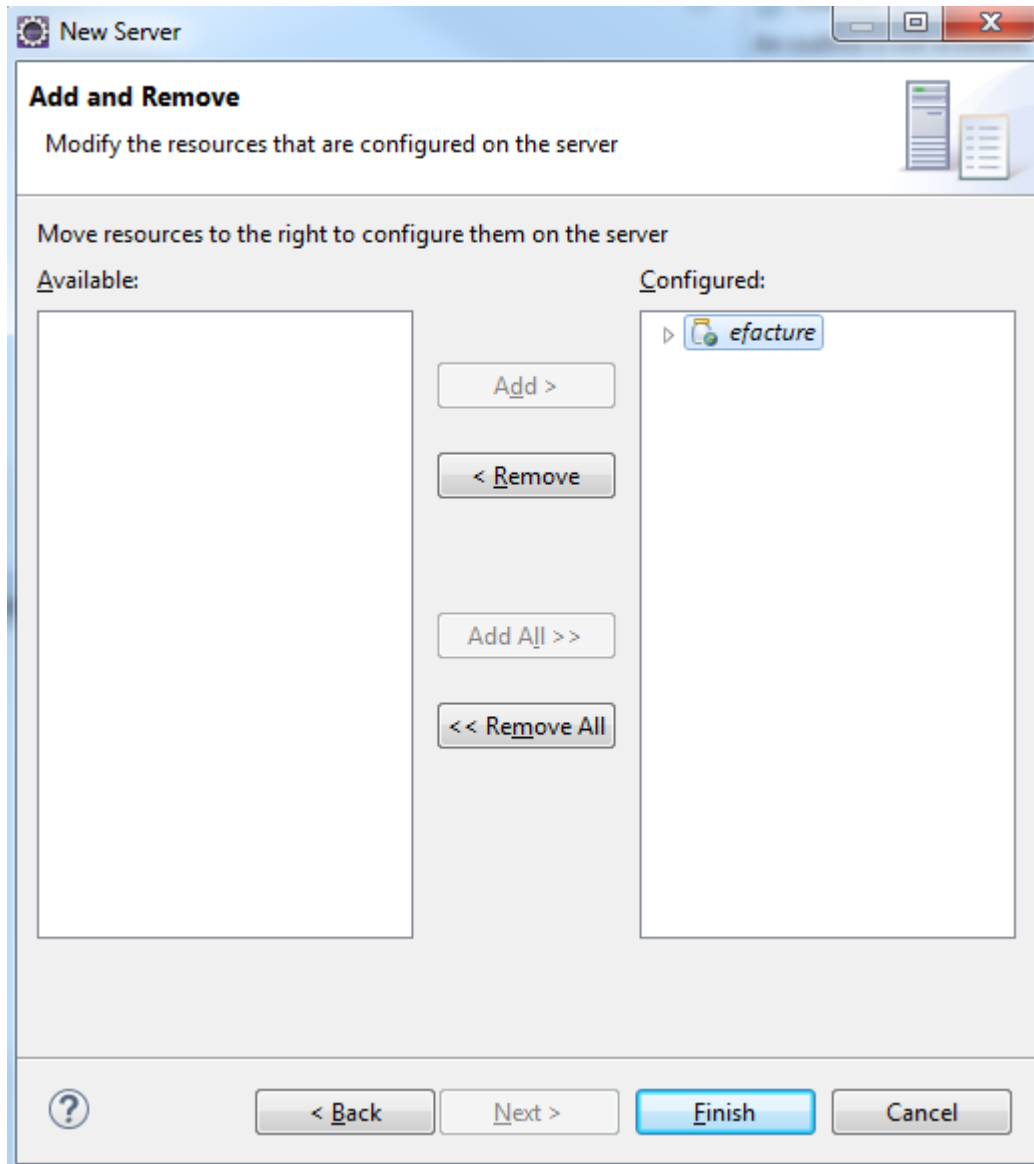 New Server
Add and Remove
Modify the resources that are configured on the server
Move resources to the right to configure them on the server
Available:
Configured:
efacture
Add >
< Remove
Add All >>
<< Remove All
?
< Back
Next >
Finish
Cancel